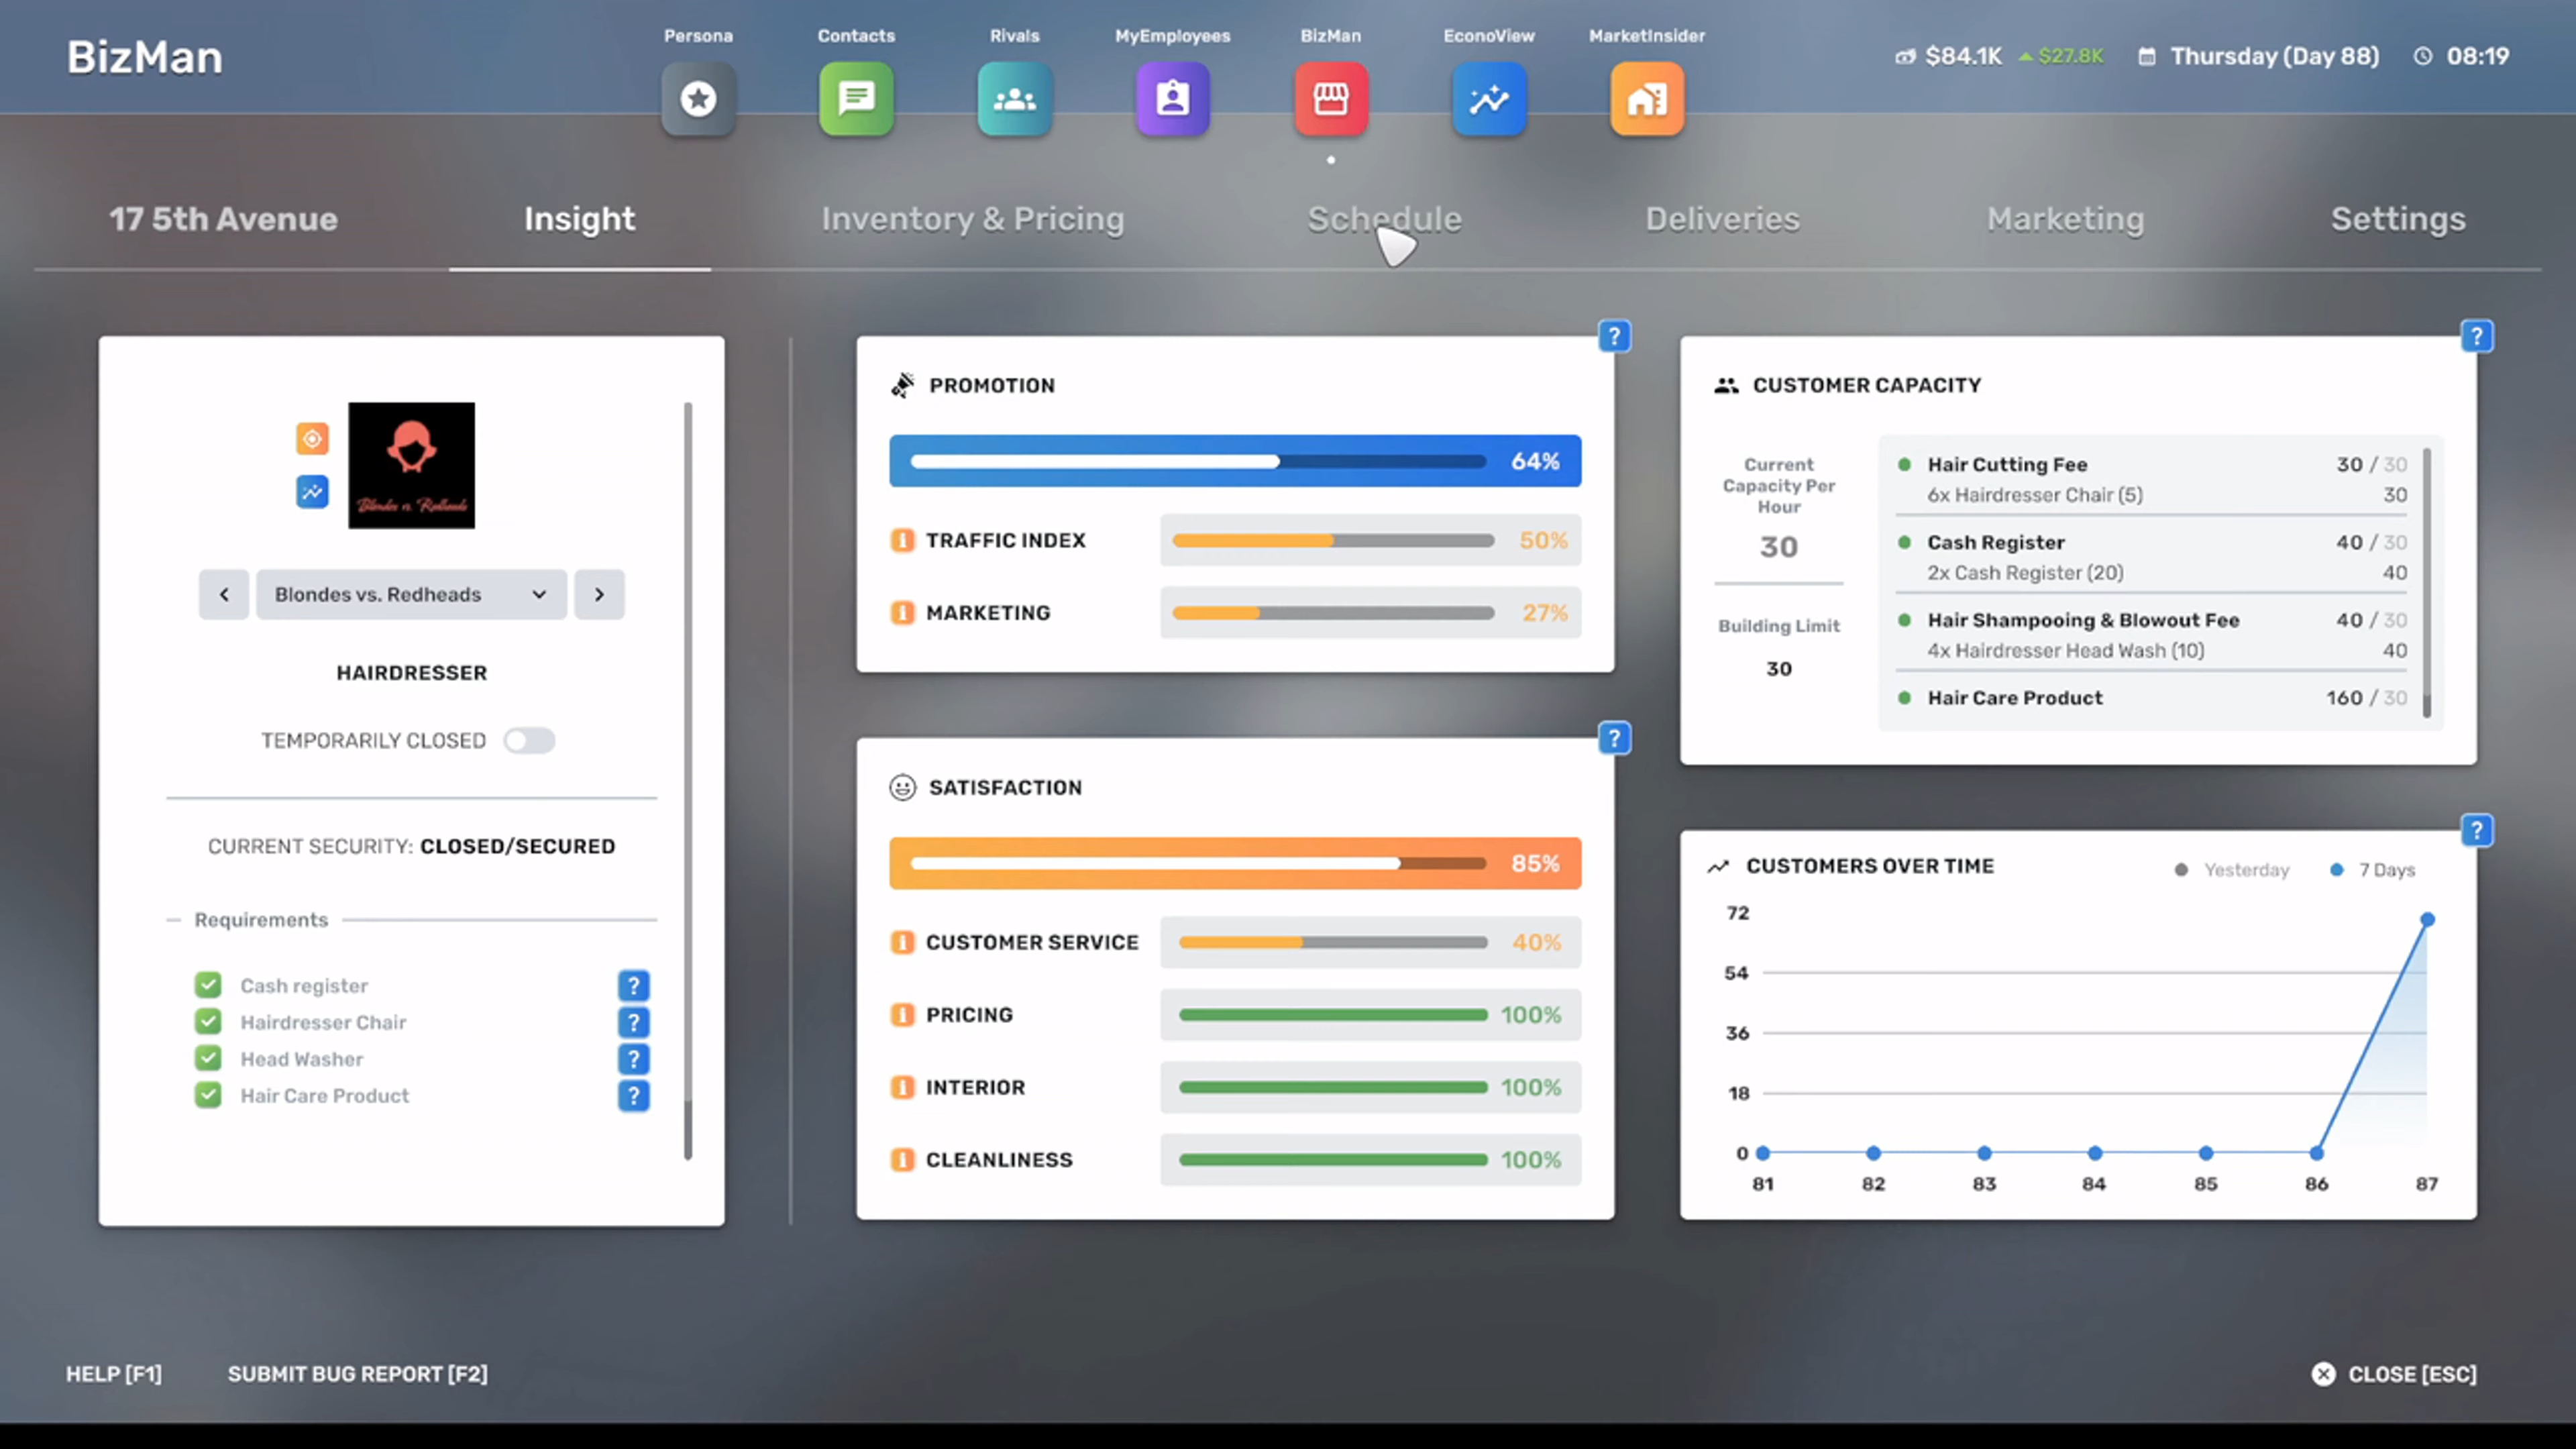 BizMan
Persona
Contacts
Rivals
MyEmployees
BizMan
EconoView
MarketInsider
$84.1K
$27.8K
Thursday (Day 88)
08:19
17 5th Avenue
Insight
Inventory & Pricing
Schedule
Deliveries
Marketing
Settings
Blondes vs. Redheads
Blondes vs. Redheads
HAIRDRESSER
TEMPORARILY CLOSED
CURRENT SECURITY: CLOSED/SECURED
Requirements
Cash register ?
Hairdresser Chair ?
Head Washer ?
Hair Care Product ?
?
PROMOTION
64%
TRAFFIC INDEX 50%
MARKETING 27%
?
SATISFACTION
85%
CUSTOMER SERVICE 40%
PRICING 100%
INTERIOR 100%
CLEANLINESS 100%
?
CUSTOMER CAPACITY
Current
Capacity Per
Hour
30
Building Limit
30
Hair Cutting Fee 30 / 30
6x Hairdresser Chair (5) 30
Cash Register 40 / 30
2x Cash Register (20) 40
Hair Shampooing & Blowout Fee 40 / 30
4x Hairdresser Head Wash (10) 40
Hair Care Product 160 / 30
?
CUSTOMERS OVER TIME
Yesterday
7 Days
72
54
36
18
0
81 82 83 84 85 86 87
HELP [F1]
SUBMIT BUG REPORT [F2]
CLOSE [ESC]